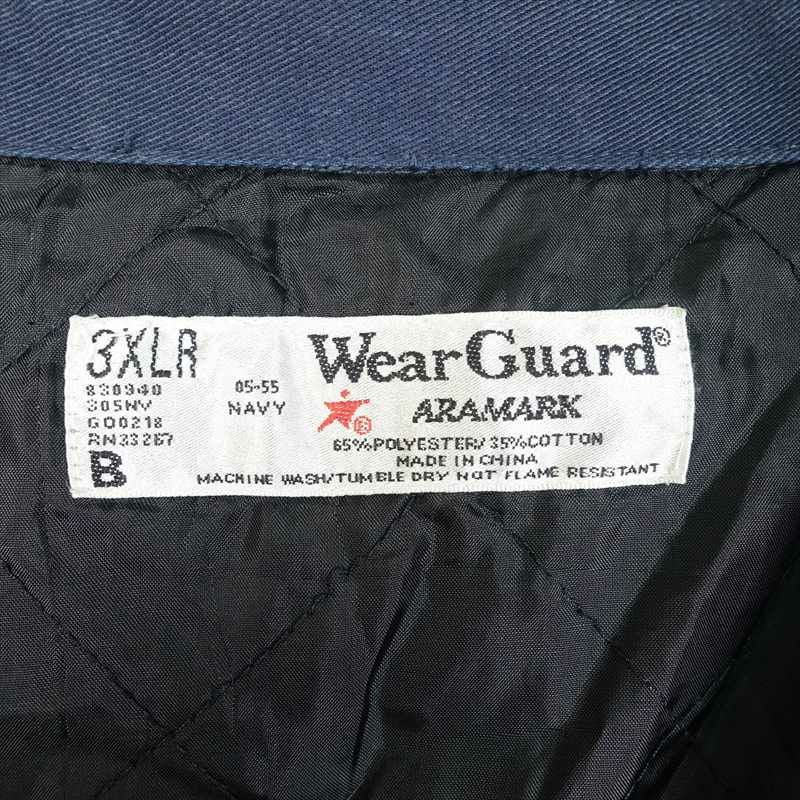 3XLR
830940
305NV
GO0218
RN33267
B
05-55
NAVY
WearGuard®
ARAMARK
®
65%POLYESTER/35%COTTON
MADE IN CHINA
MACHINE WASH/TUMBLE DRY NOT FLAME RESISTANT